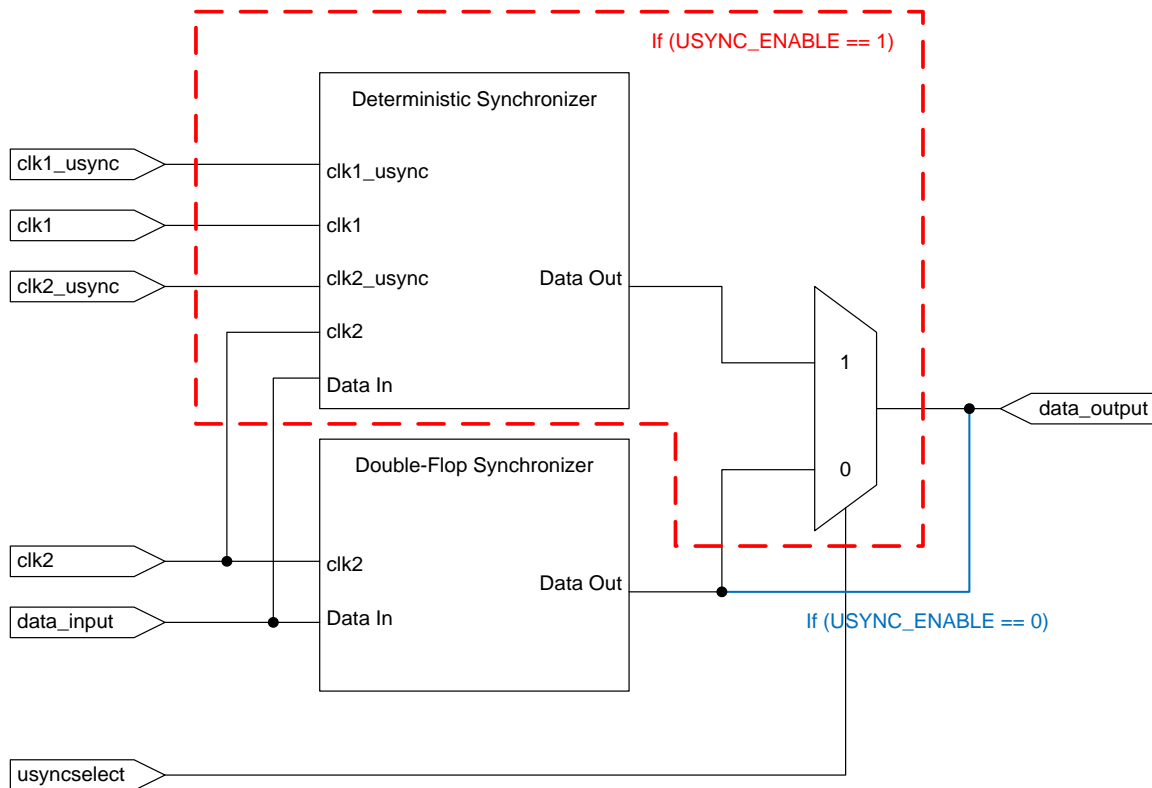 If (USYNC_ENABLE == 1)
Deterministic Synchronizer
clk1_usync
clk1_usync
clk1
clk1
clk2_usync
clk2_usync
Data Out
clk2
Data In
1
data_output
0
Double-Flop Synchronizer
clk2
clk2
Data Out
data_input
Data In
If (USYNC_ENABLE == 0)
usyncselect